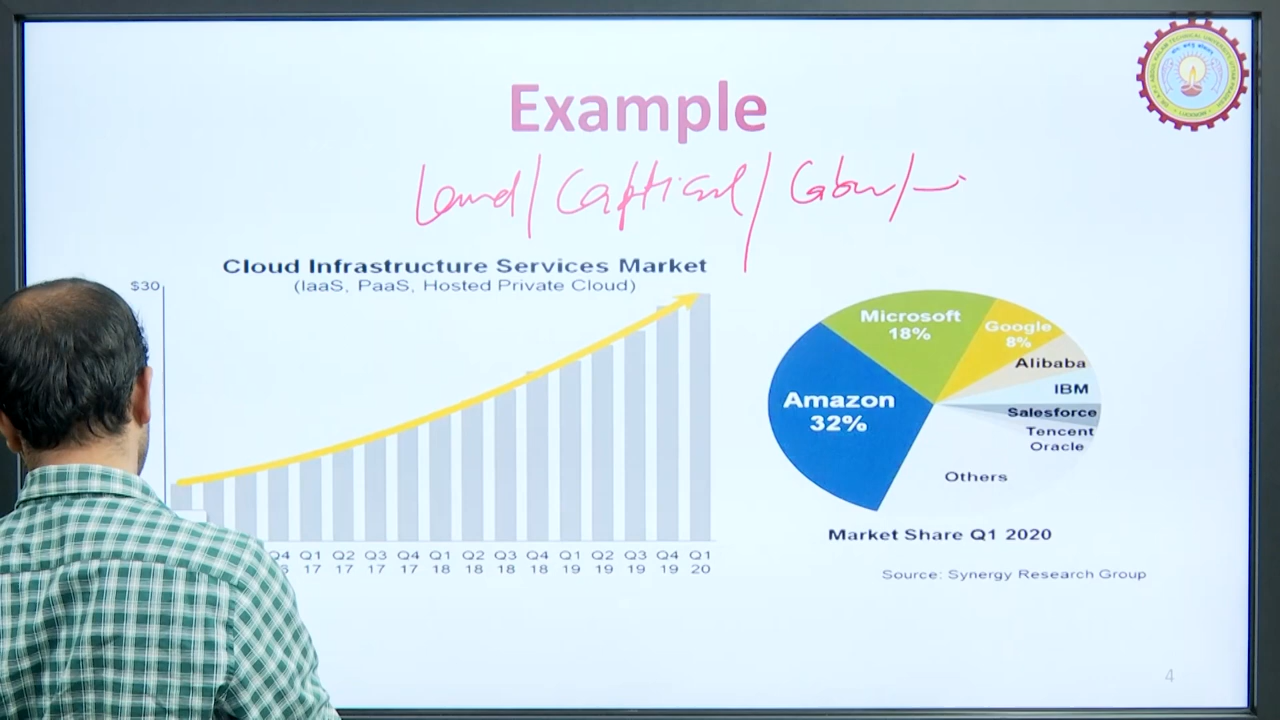 Example
Land/Captical/Labou/
Cloud Infrastructure Services Market
(IaaS, PaaS, Hosted Private Cloud)
$30
Q4 Q1 Q2 Q3 Q4 Q1 Q2 Q3 Q4 Q1 Q2 Q3 Q4 Q1
6 17 17 17 17 18 18 18 18 19 19 19 19 20
Microsoft
18%
Google
8%
Alibaba
IBM
Amazon
32%
Salesforce
Tencent
Oracle
Others
Market Share Q1 2020
Source: Synergy Research Group
4